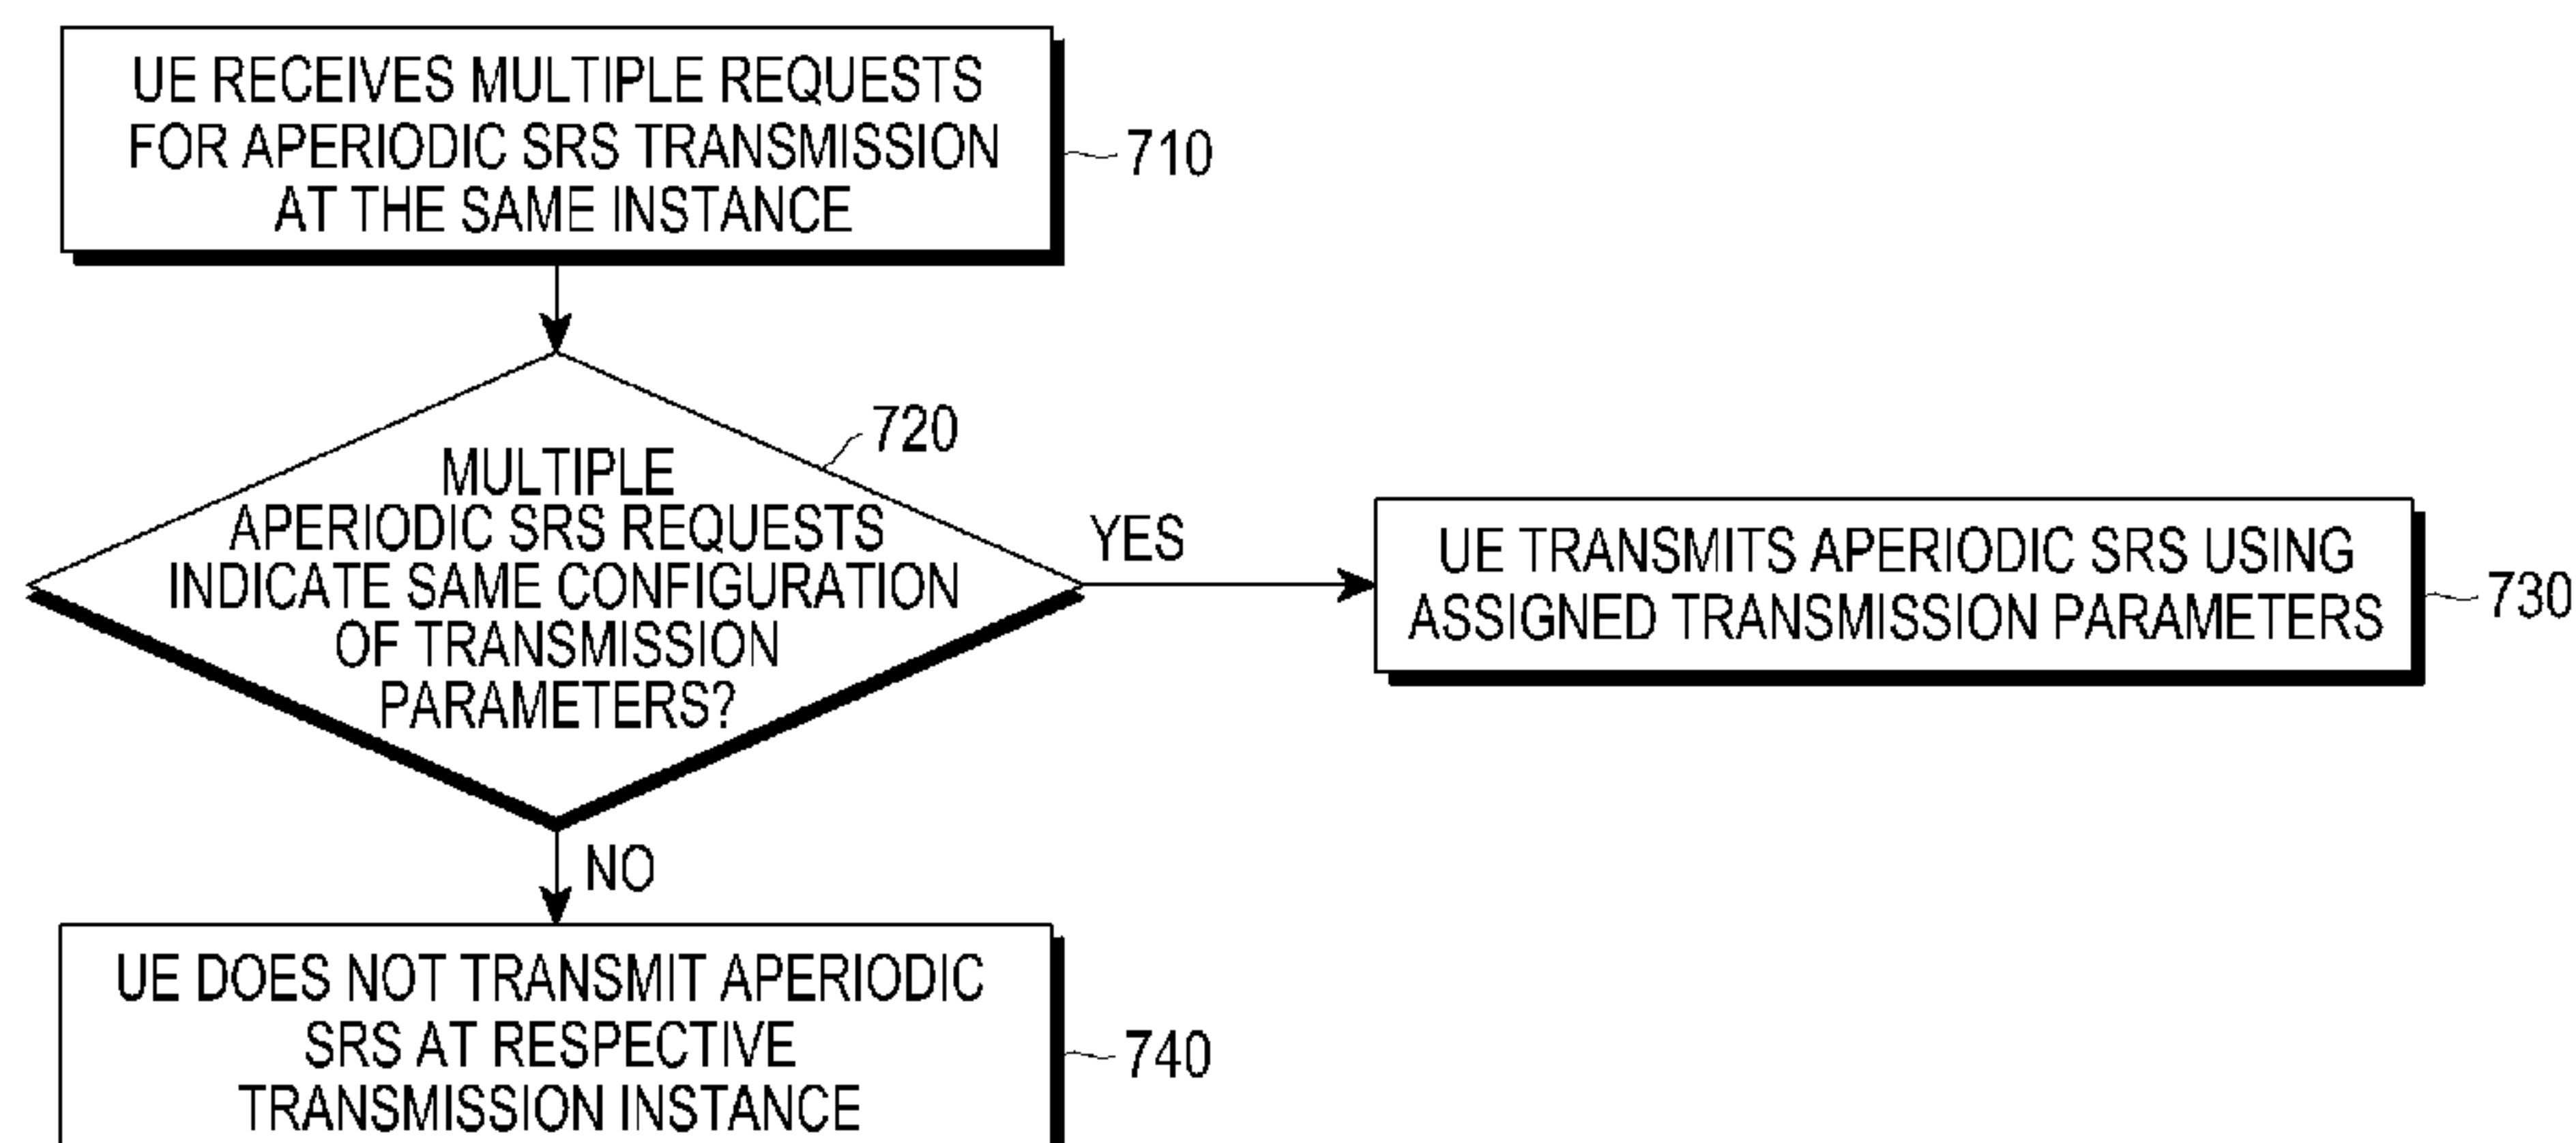 UE RECEIVES MULTIPLE REQUESTS
FOR APERIODIC SRS TRANSMISSION
AT THE SAME INSTANCE
710
720
MULTIPLE
APERIODIC SRS REQUESTS
INDICATE SAME CONFIGURATION
OF TRANSMISSION
PARAMETERS?
YES
UE TRANSMITS APERIODIC SRS USING
ASSIGNED TRANSMISSION PARAMETERS
730
NO
UE DOES NOT TRANSMIT APERIODIC
SRS AT RESPECTIVE
TRANSMISSION INSTANCE
740